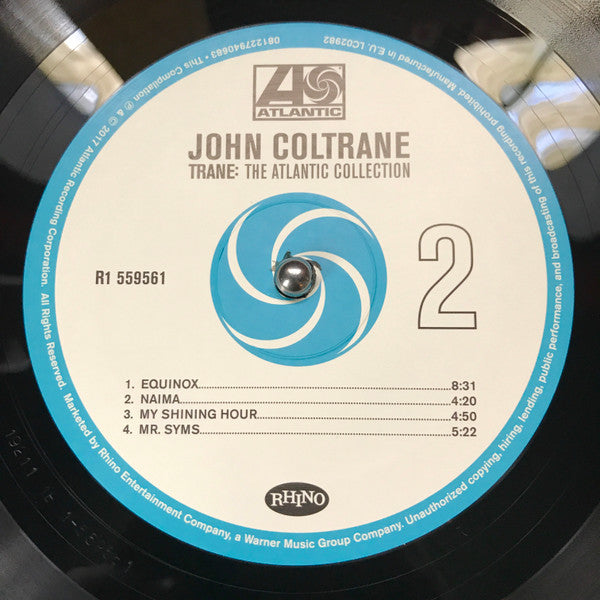 ATLANTIC
JOHN COLTRANE
TRANE: THE ATLANTIC COLLECTION
2
R1 559561
1. EQUINOX 8:31
2. NAIMA 4:20
3. MY SHINING HOUR 4:50
4. MR. SYMS 5:22
RHINO
081227940683 • This Compilation ℗ & © 2017 Atlantic Recording Corporation. All Rights Reserved. Marketed by Rhino Entertainment Company, a Warner Music Group Company. Unauthorized copying, hiring, lending, public performance, and broadcasting of this recording prohibited. Manufactured in E.U. LC02982